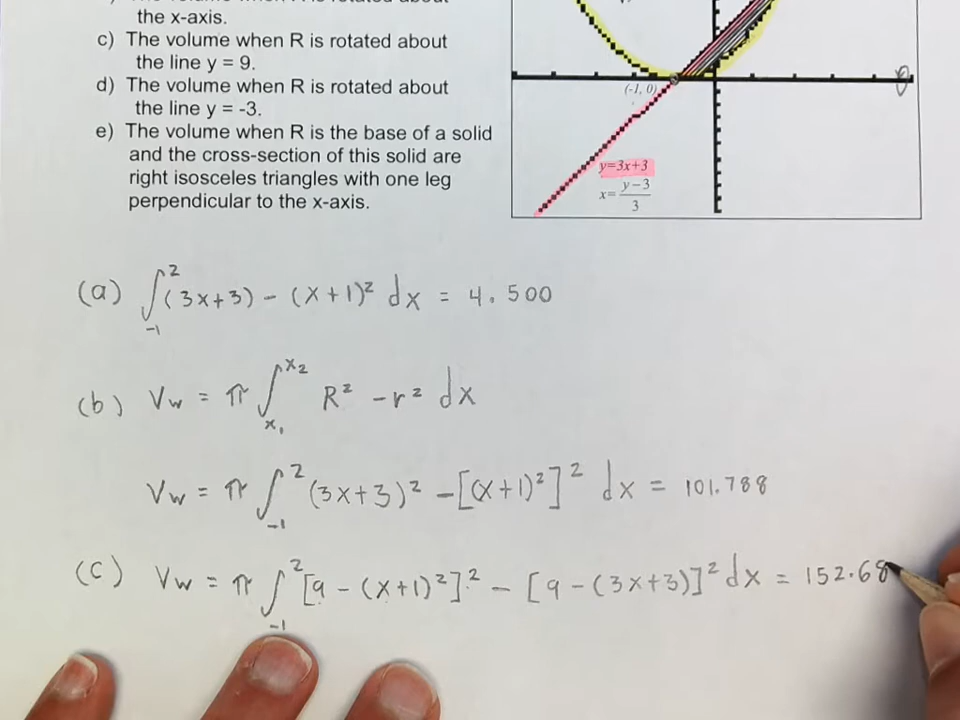 the x-axis.
c) The volume when R is rotated about
the line y = 9.
d) The volume when R is rotated about
the line y = -3.
e) The volume when R is the base of a solid
and the cross-section of this solid are
right isosceles triangles with one leg
perpendicular to the x-axis.
(-1, 0)
y=3x+3
x= y−3
3
(a) ∫ 2 -1 (3x+3) - (x+1)² dx = 4.500
(b) Vw = π ∫ x₂ x₁ R² - r² dx
Vw = π ∫ 2 -1 (3x+3)² - [(x+1)²]² dx = 101.788
(c) Vw = π ∫ 2 -1 [9 - (x+1)²]² - [9 - (3x+3)]² dx = 152.68